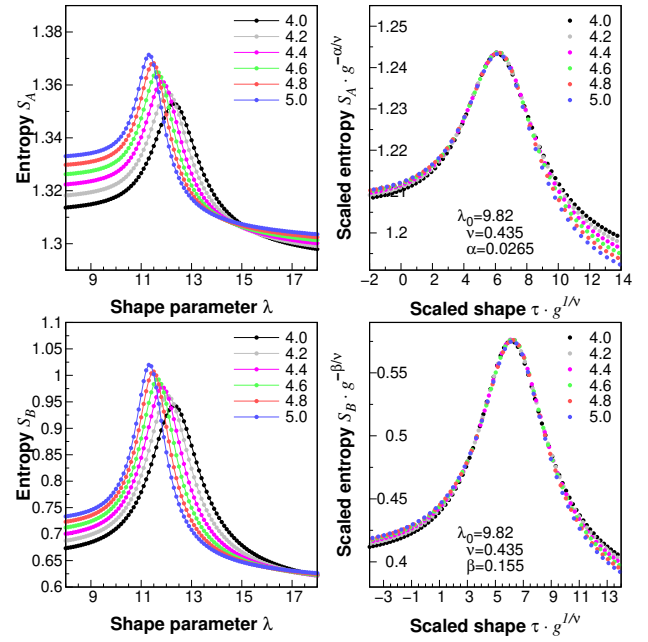 Entropy S_A
1.38
1.36
1.34
1.32
1.3
9 11 13 15 17
Shape parameter λ
4.0
4.2
4.4
4.6
4.8
5.0
Scaled entropy S_A · g^{-α/ν}
1.25
1.24
1.23
1.22
1.21
1.2
-2 0 2 4 6 8 10 12 14
Scaled shape τ · g^{1/ν}
4.0
4.2
4.4
4.6
4.8
5.0
λ_0=9.82
ν=0.435
α=0.0265
Entropy S_B
1.1
1.05
1
0.95
0.9
0.85
0.8
0.75
0.7
0.65
0.6
9 11 13 15 17
Shape parameter λ
4.0
4.2
4.4
4.6
4.8
5.0
Scaled entropy S_B · g^{-β/ν}
0.55
0.5
0.45
0.4
-3 -1 1 3 5 7 9 11 13
Scaled shape τ · g^{1/ν}
4.0
4.2
4.4
4.6
4.8
5.0
λ_0=9.82
ν=0.435
β=0.155